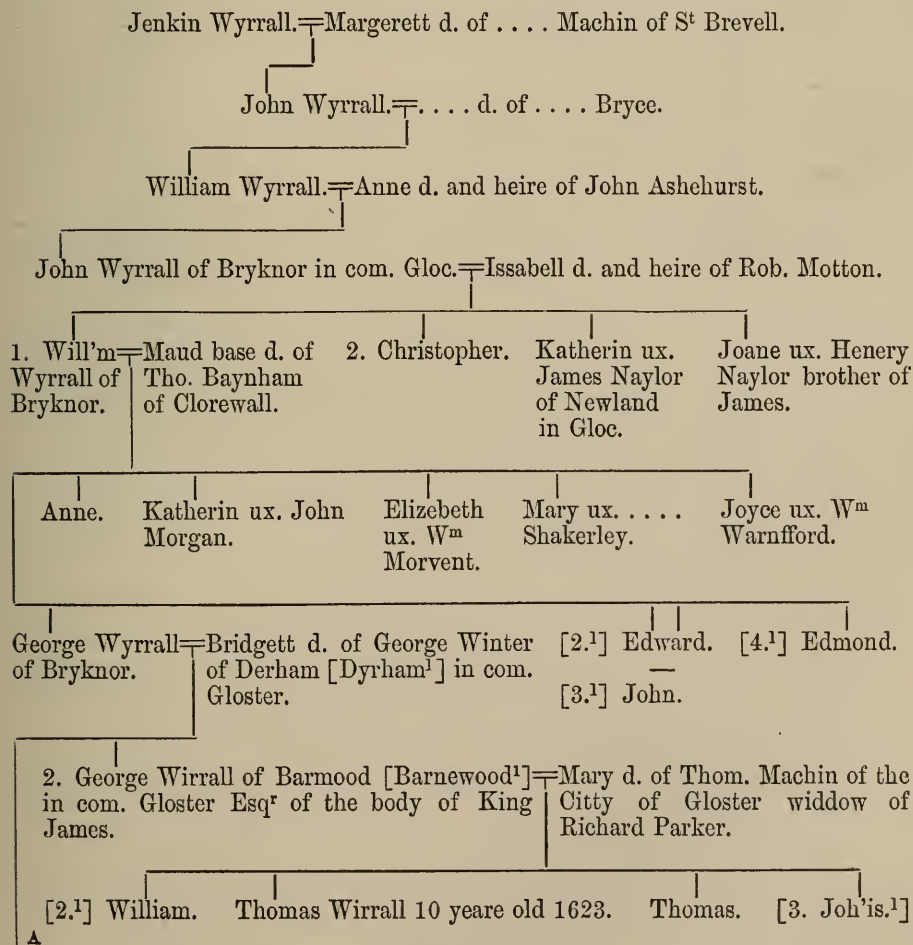 Jenkin Wyrrall.=Margerett d. of . . . . Machin of Sᵗ Brevell.
John Wyrrall.=. . . . d. of . . . . Bryce.
William Wyrrall.=Anne d. and heire of John Ashehurst.
John Wyrrall of Bryknor in com. Gloc.=Issabell d. and heire of Rob. Motton.
1. Will'm Wyrrall of Bryknor.=Maud base d. of Tho. Baynham of Clorewall.
2. Christopher.
Katherin ux. James Naylor of Newland in Gloc.
Joane ux. Henery Naylor brother of James.
Anne.
Katherin ux. John Morgan.
Elizebeth ux. Wᵐ Morvent.
Mary ux. . . . . Shakerley.
Joyce ux. Wᵐ Warnfford.
George Wyrrall of Bryknor.=Bridgett d. of George Winter of Derham [Dyrham¹] in com. Gloster.
[2.¹] Edward.
[3.¹] John.
[4.¹] Edmond.
2. George Wirrall of Barmood [Barnewood¹] in com. Gloster Esqʳ of the body of King James.=Mary d. of Thom. Machin of the Citty of Gloster widdow of Richard Parker.
[2.¹] William.
Thomas Wirrall 10 yeare old 1623.
Thomas.
[3. Joh'is.¹]
A